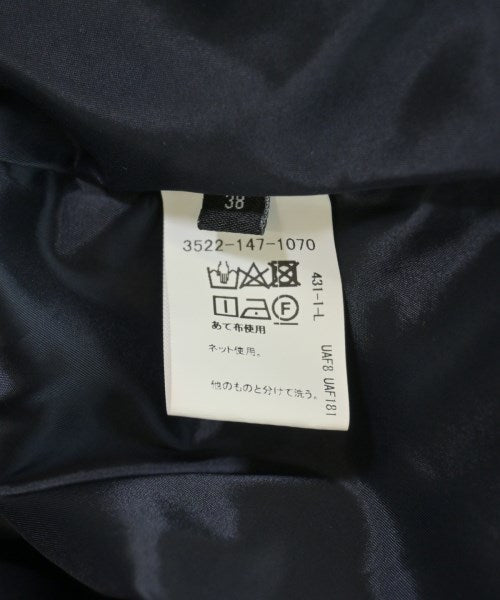 38
3522-147-1070
F
あて布使用
ネット使用。
他のものと分けて洗う。
431-1-L
UAF8 UAF181